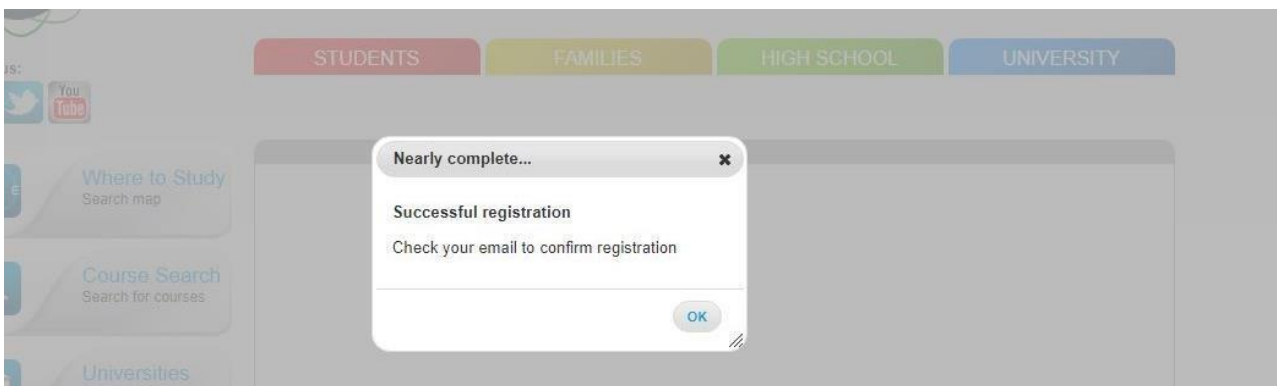 us:
STUDENTS
FAMILIES
HIGH SCHOOL
UNIVERSITY
You
Tube
Where to Study
Search map
Course Search
Search for courses
Universities
Nearly complete...
Successful registration
Check your email to confirm registration
OK